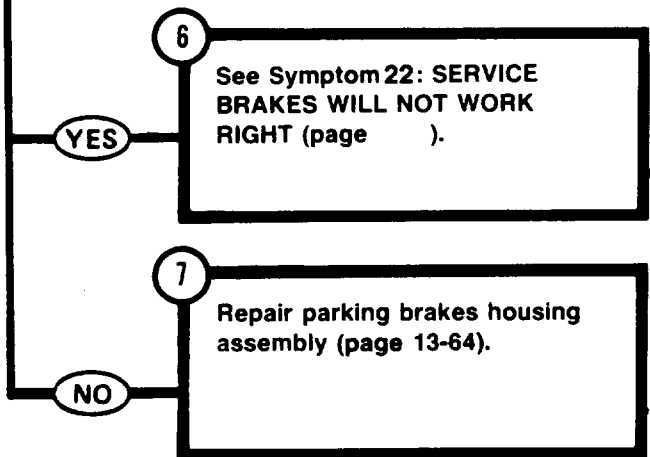 6
See Symptom 22: SERVICE
BRAKES WILL NOT WORK
RIGHT (page ).
YES
7
Repair parking brakes housing
assembly (page 13-64).
NO